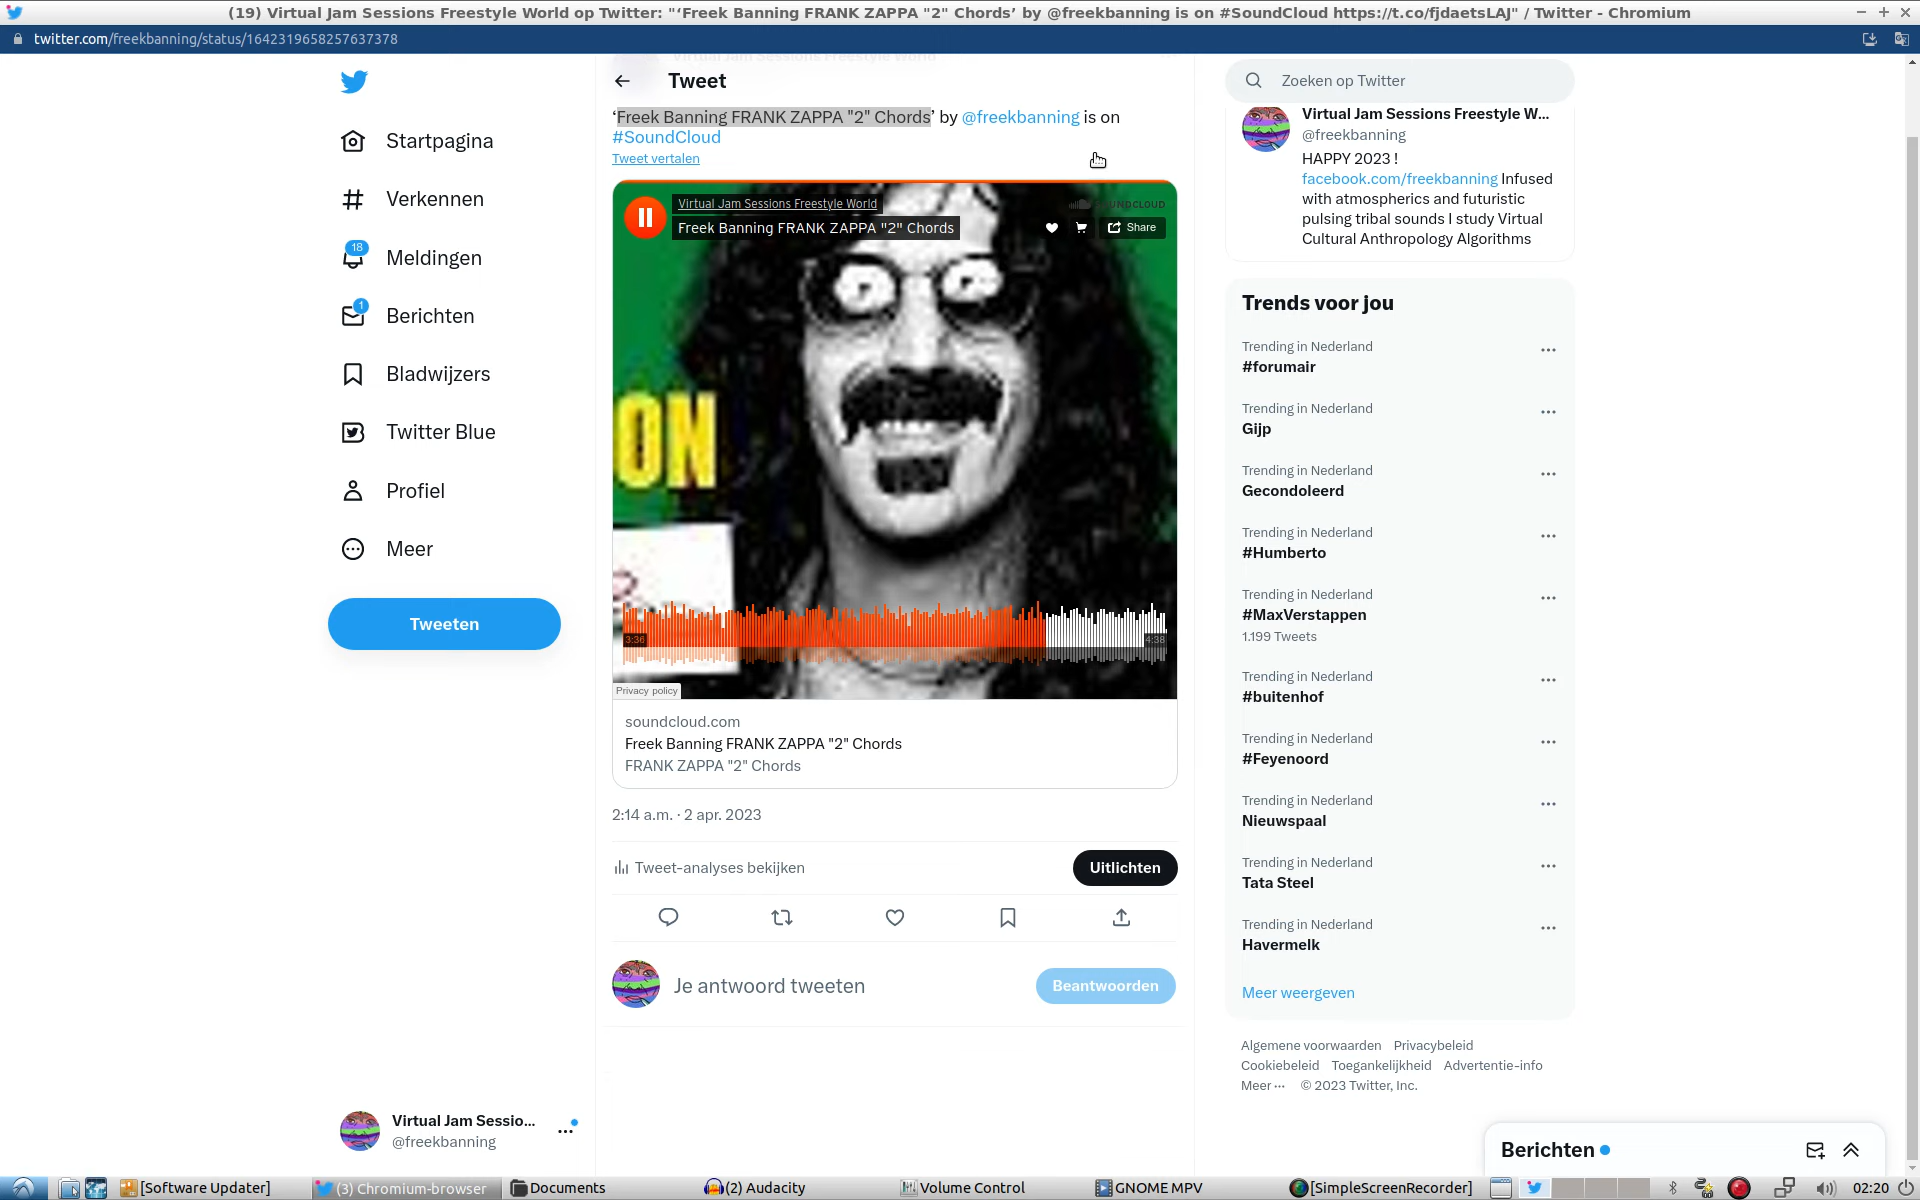 (19) Virtual Jam Sessions Freestyle World op Twitter: "‘Freek Banning FRANK ZAPPA "2" Chords’ by @freekbanning is on #SoundCloud https://t.co/fjdaetsLAJ" / Twitter - Chromium
twitter.com/freekbanning/status/1642319658257637378
Startpagina
Verkennen
18
Meldingen
1
Berichten
Bladwijzers
Twitter Blue
Profiel
Meer
Tweeten
Virtual Jam Sessio...
@freekbanning
Virtual Jam Sessions Freestyle World
Tweet
‘Freek Banning FRANK ZAPPA "2" Chords’ by @freekbanning is on
#SoundCloud
Tweet vertalen
Virtual Jam Sessions Freestyle World
Freek Banning FRANK ZAPPA "2" Chords
Share
ON
3:36
4:38
Privacy policy
soundcloud.com
Freek Banning FRANK ZAPPA "2" Chords
FRANK ZAPPA "2" Chords
2:14 a.m. · 2 apr. 2023
Tweet-analyses bekijken
Uitlichten
Je antwoord tweeten
Beantwoorden
Zoeken op Twitter
Virtual Jam Sessions Freestyle W...
@freekbanning
HAPPY 2023 !
facebook.com/freekbanning Infused
with atmospherics and futuristic
pulsing tribal sounds I study Virtual
Cultural Anthropology Algorithms
Trends voor jou
Trending in Nederland
#forumair
Trending in Nederland
Gijp
Trending in Nederland
Gecondoleerd
Trending in Nederland
#Humberto
Trending in Nederland
#MaxVerstappen
1.199 Tweets
Trending in Nederland
#buitenhof
Trending in Nederland
#Feyenoord
Trending in Nederland
Nieuwspaal
Trending in Nederland
Tata Steel
Trending in Nederland
Havermelk
Meer weergeven
Algemene voorwaarden Privacybeleid
Cookiebeleid Toegankelijkheid Advertentie-info
Meer ··· © 2023 Twitter, Inc.
Berichten
[Software Updater]
(3) Chromium-browser
Documents
(2) Audacity
Volume Control
GNOME MPV
[SimpleScreenRecorder]
02:20